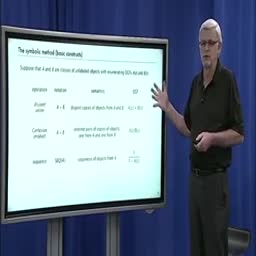 The symbolic method (basic constructs)
Suppose that A and B are classes of unlabelled objects with enumerating OGFs A(z) and B(z).
operation notation semantics OGF
disjoint union A + B disjoint copies of objects from A and B A(z) + B(z)
Cartesian product A × B ordered pairs of copies of objects, one from A and one from B A(z)B(z)
sequence SEQ(A) sequences of objects from A 1